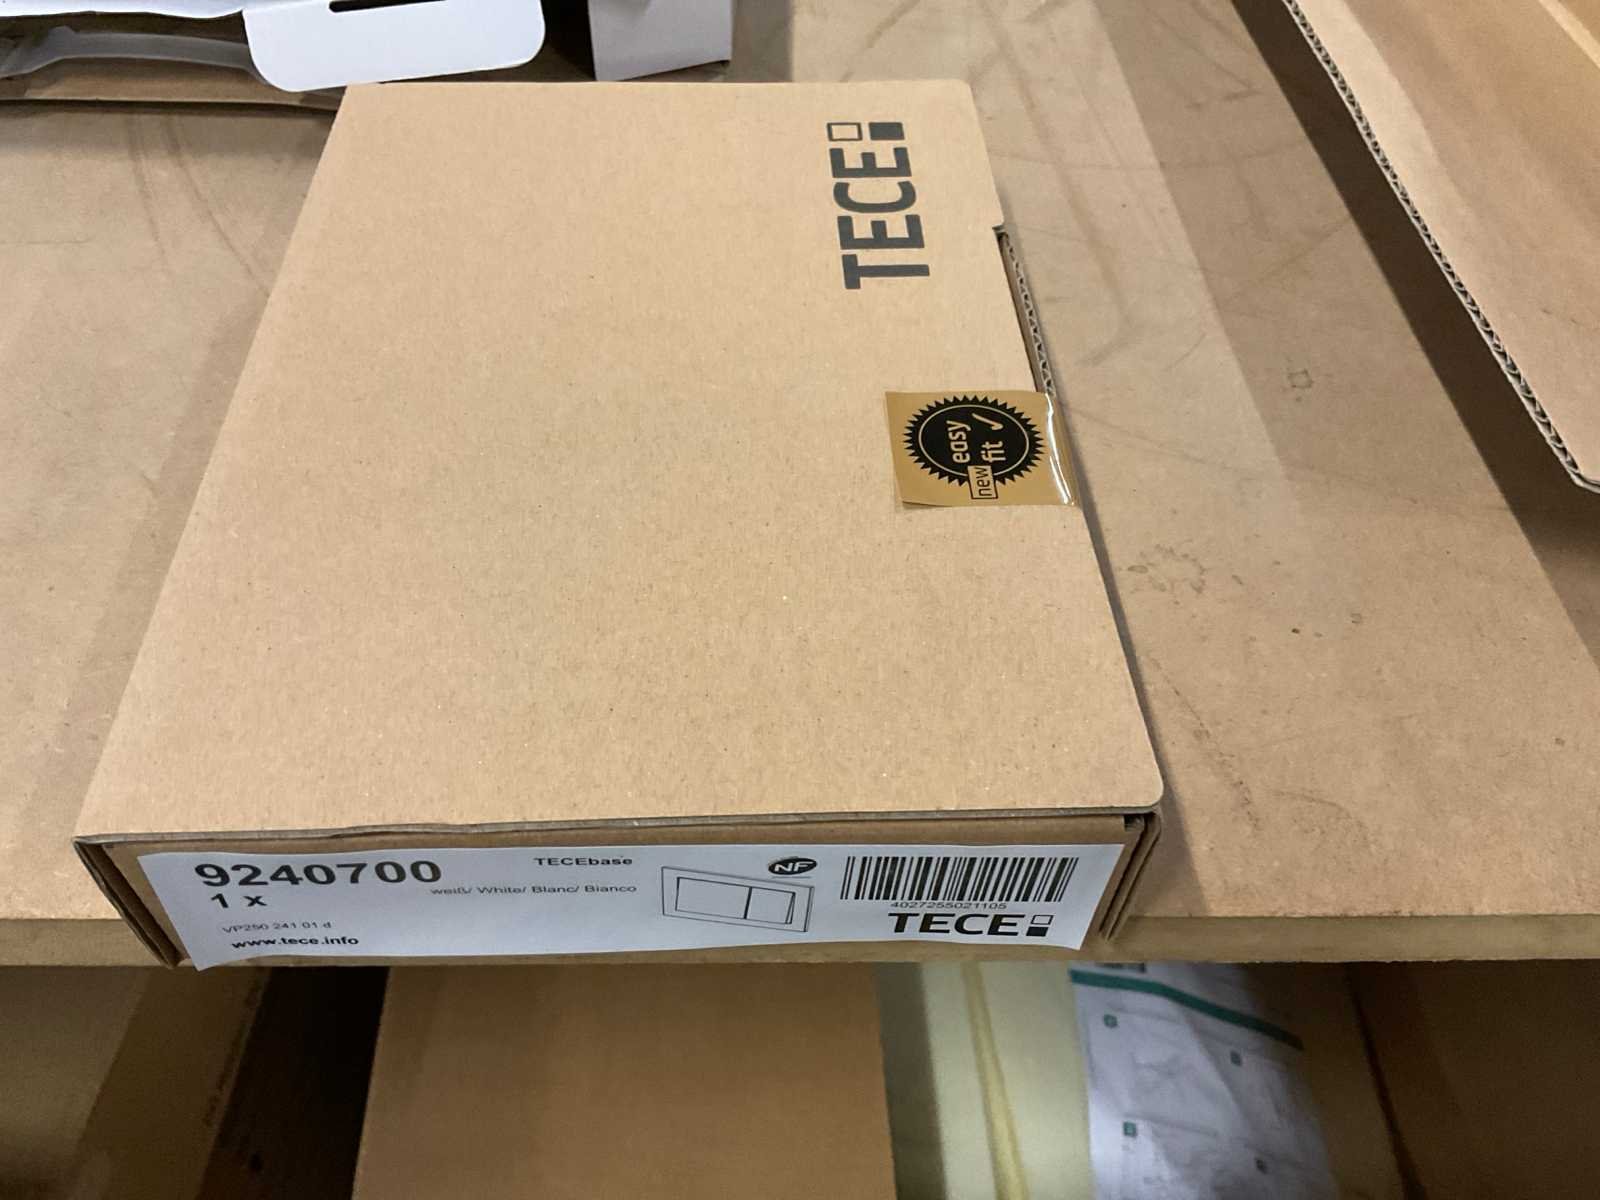 TECE
new
easy
fit
9240700
1 x
TECEbase
weiß/ White/ Blanc/ Bianco
VP250 241 01 d
www.tece.info
NF
4027255021105
TECE